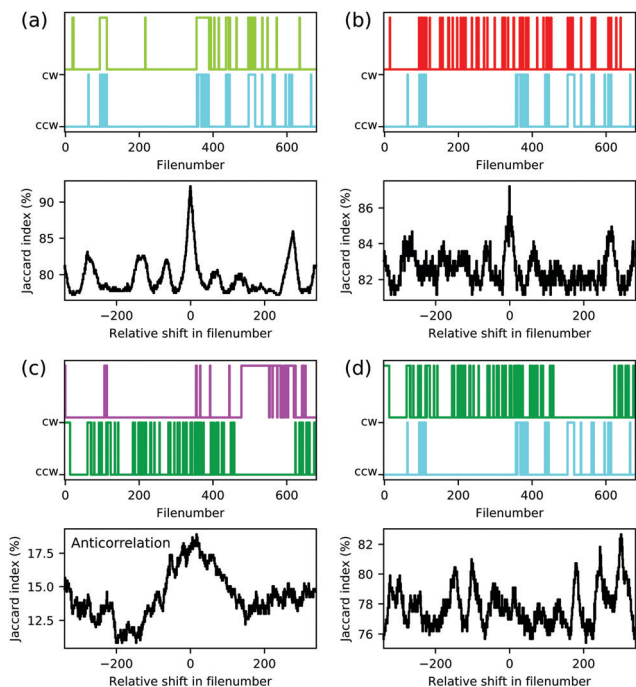 (a)
CW
CCW
0 200 400 600
Filenumber
90
85
80
Jaccard index (%)
−200 0 200
Relative shift in filenumber
(b)
CW
CCW
0 200 400 600
Filenumber
86
84
82
Jaccard index (%)
−200 0 200
Relative shift in filenumber
(c)
CW
CCW
0 200 400 600
Filenumber
Anticorrelation
17.5
15.0
12.5
Jaccard index (%)
−200 0 200
Relative shift in filenumber
(d)
CW
CCW
0 200 400 600
Filenumber
82
80
78
76
Jaccard index (%)
−200 0 200
Relative shift in filenumber